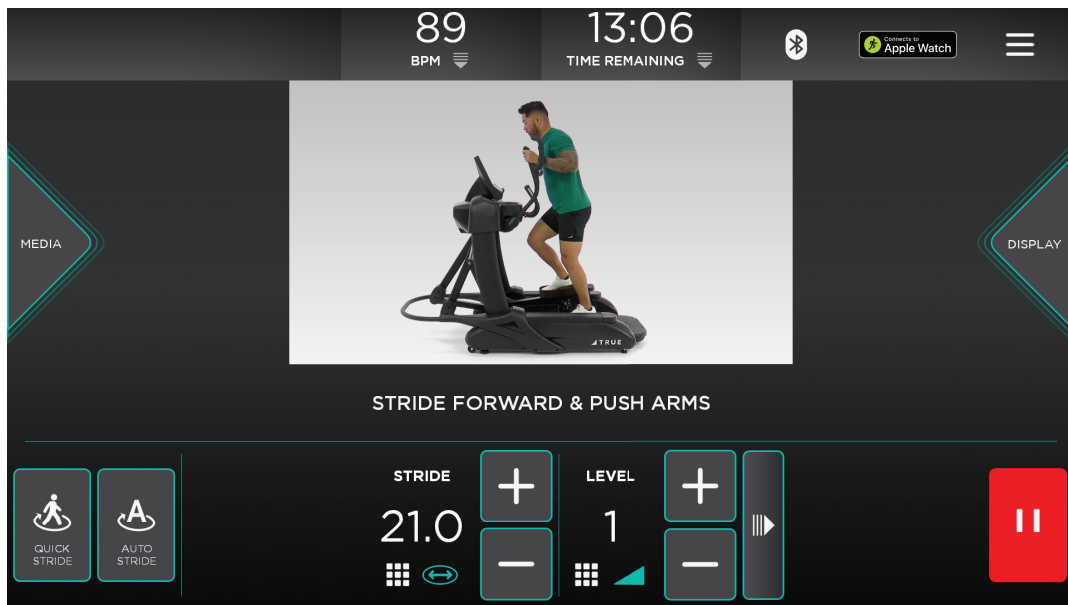 89
BPM
13:06
TIME REMAINING
Connects to
Apple Watch
MEDIA
DISPLAY
TRUE
STRIDE FORWARD & PUSH ARMS
QUICK
STRIDE
A
AUTO
STRIDE
STRIDE
21.0
LEVEL
1